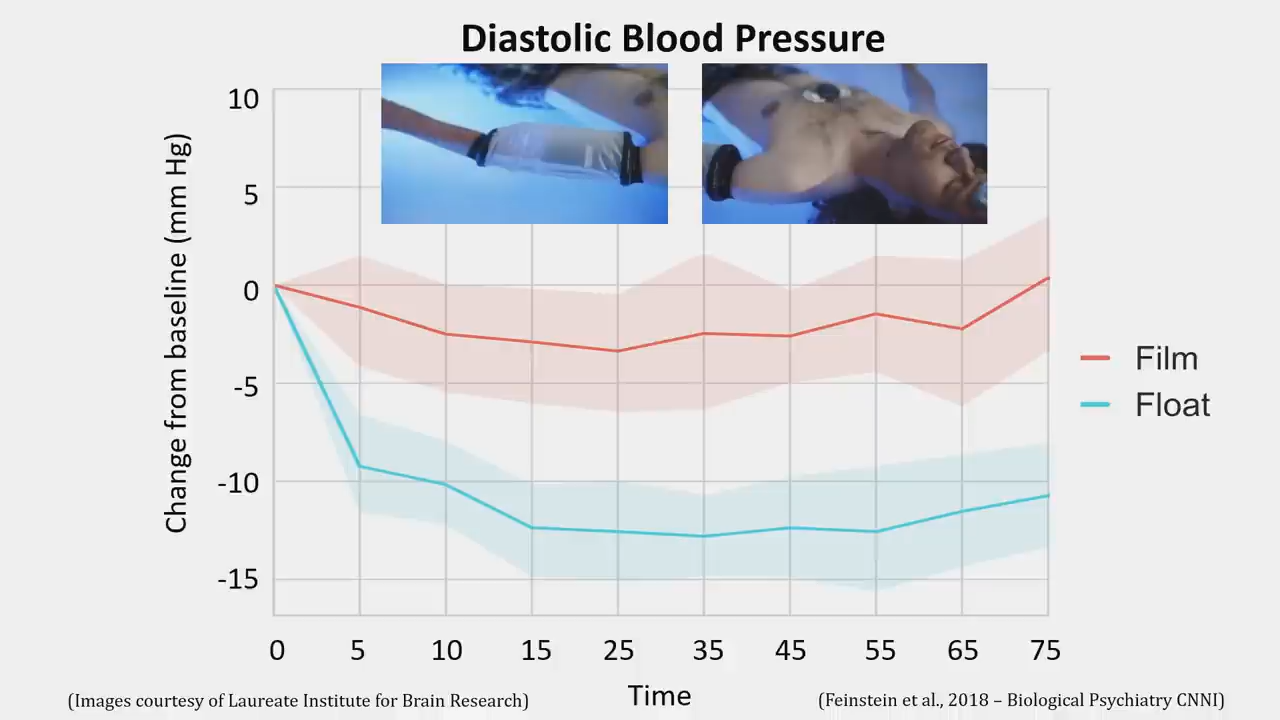 Diastolic Blood Pressure
Change from baseline (mm Hg)
10
5
0
-5
-10
-15
0 5 10 15 25 35 45 55 65 75
Time
Film
Float
(Images courtesy of Laureate Institute for Brain Research)
(Feinstein et al., 2018 – Biological Psychiatry CNNI)